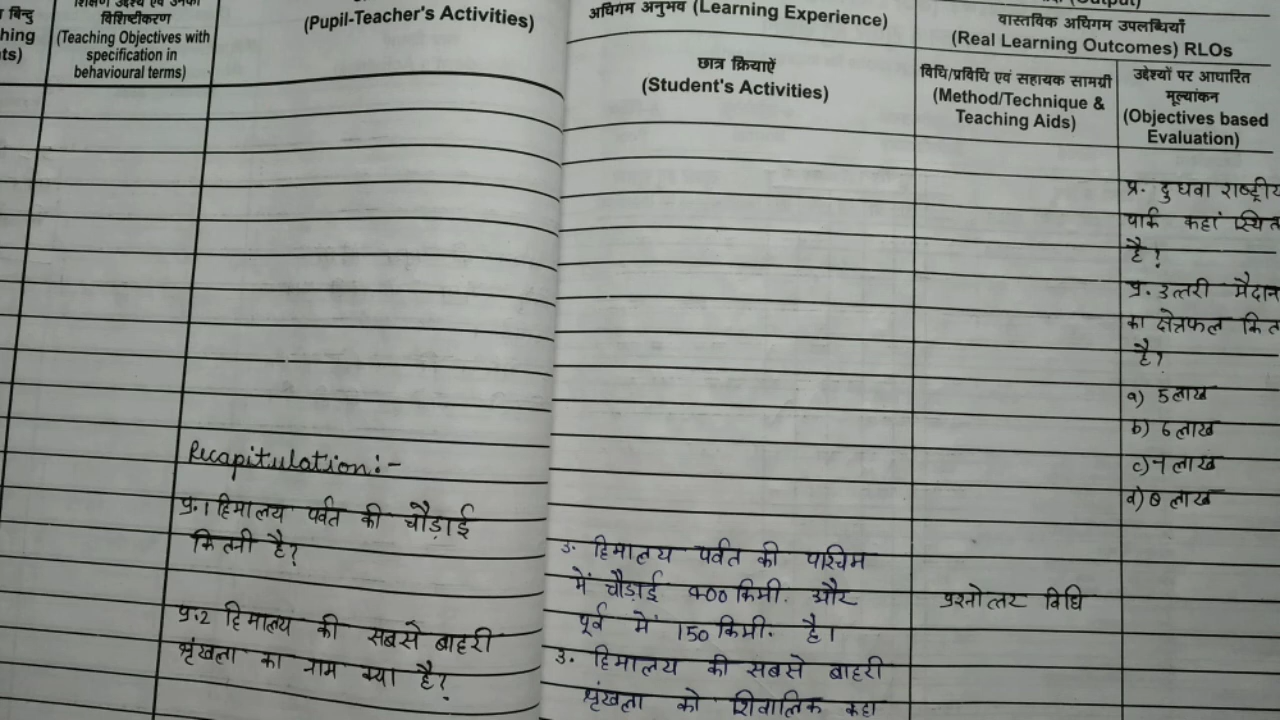 बिन्दु
hing
ts)
शिक्षण उद्देश्य एवं उनका
विशिष्टीकरण
(Teaching Objectives with
specification in
behavioural terms)
(Pupil-Teacher's Activities)
अधिगम अनुभव (Learning Experience)
छात्र क्रियाऐं
(Student's Activities)
(Output)
वास्तविक अधिगम उपलब्धियाँ
(Real Learning Outcomes) RLOs
विधि/प्रविधि एवं सहायक सामग्री
(Method/Technique &
Teaching Aids)
उद्देश्यों पर आधारित
मूल्यांकन
(Objectives based
Evaluation)
प्र. दुधवा राष्ट्रीय
पार्क कहां स्थित
है?
प्र. उत्तरी मैदान
का क्षेत्रफल कित
है?
a) 5 लाख
b) 6 लाख
c) 7 लाख
d) 8 लाख
Recapitulation:-
प्र.1 हिमालय पर्वत की चौड़ाई
कितनी है?
प्र.2 हिमालय की सबसे बाहरी
श्रृंखला का नाम क्या है?
उ. हिमालय पर्वत की पश्चिम
में चौड़ाई 400 किमी. और
पूर्व में 150 किमी. है।
उ. हिमालय की सबसे बाहरी
श्रृंखला को शिवालिक कहा
प्रश्नोत्तर विधि